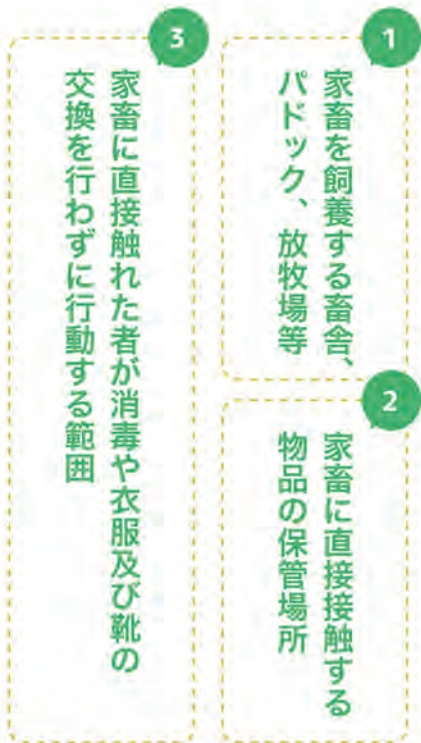 1
家畜を飼養する畜舎、
パドック、放牧場等
2
家畜に直接接触する
物品の保管場所
3
家畜に直接触れた者が消毒や衣服及び靴の
交換を行わずに行動する範囲